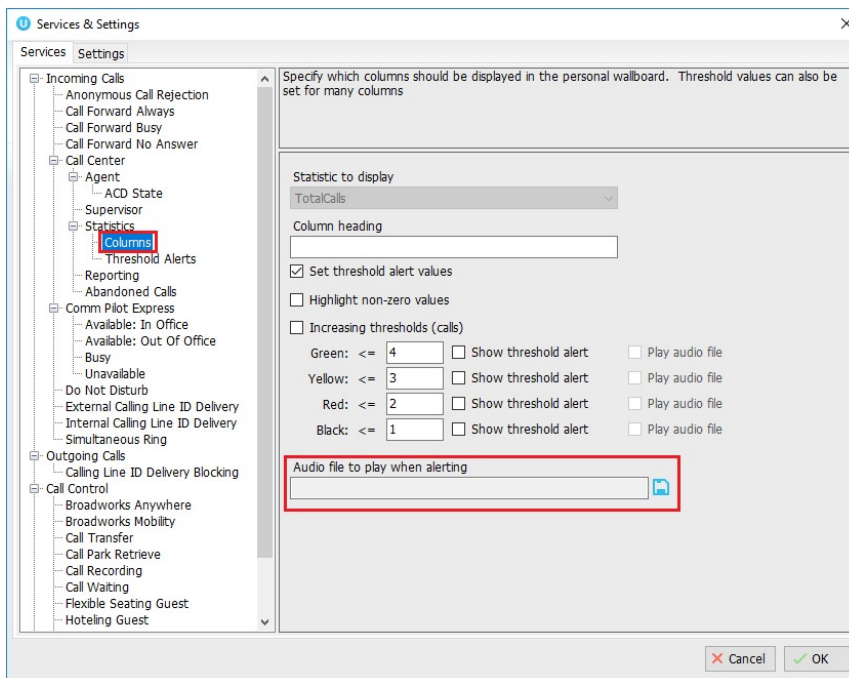 Services & Settings
Services Settings
Incoming Calls
Anonymous Call Rejection
Call Forward Always
Call Forward Busy
Call Forward No Answer
Call Center
Agent
ACD State
Supervisor
Statistics
Columns
Threshold Alerts
Reporting
Abandoned Calls
Comm Pilot Express
Available: In Office
Available: Out Of Office
Busy
Unavailable
Do Not Disturb
External Calling Line ID Delivery
Internal Calling Line ID Delivery
Simultaneous Ring
Outgoing Calls
Calling Line ID Delivery Blocking
Call Control
Broadworks Anywhere
Broadworks Mobility
Call Transfer
Call Park Retrieve
Call Recording
Call Waiting
Flexible Seating Guest
Hoteling Guest
Specify which columns should be displayed in the personal wallboard. Threshold values can also be
set for many columns
Statistic to display
TotalCalls
Column heading
Set threshold alert values
Highlight non-zero values
Increasing thresholds (calls)
Green: <= 4 Show threshold alert Play audio file
Yellow: <= 3 Show threshold alert Play audio file
Red: <= 2 Show threshold alert Play audio file
Black: <= 1 Show threshold alert Play audio file
Audio file to play when alerting
Cancel OK